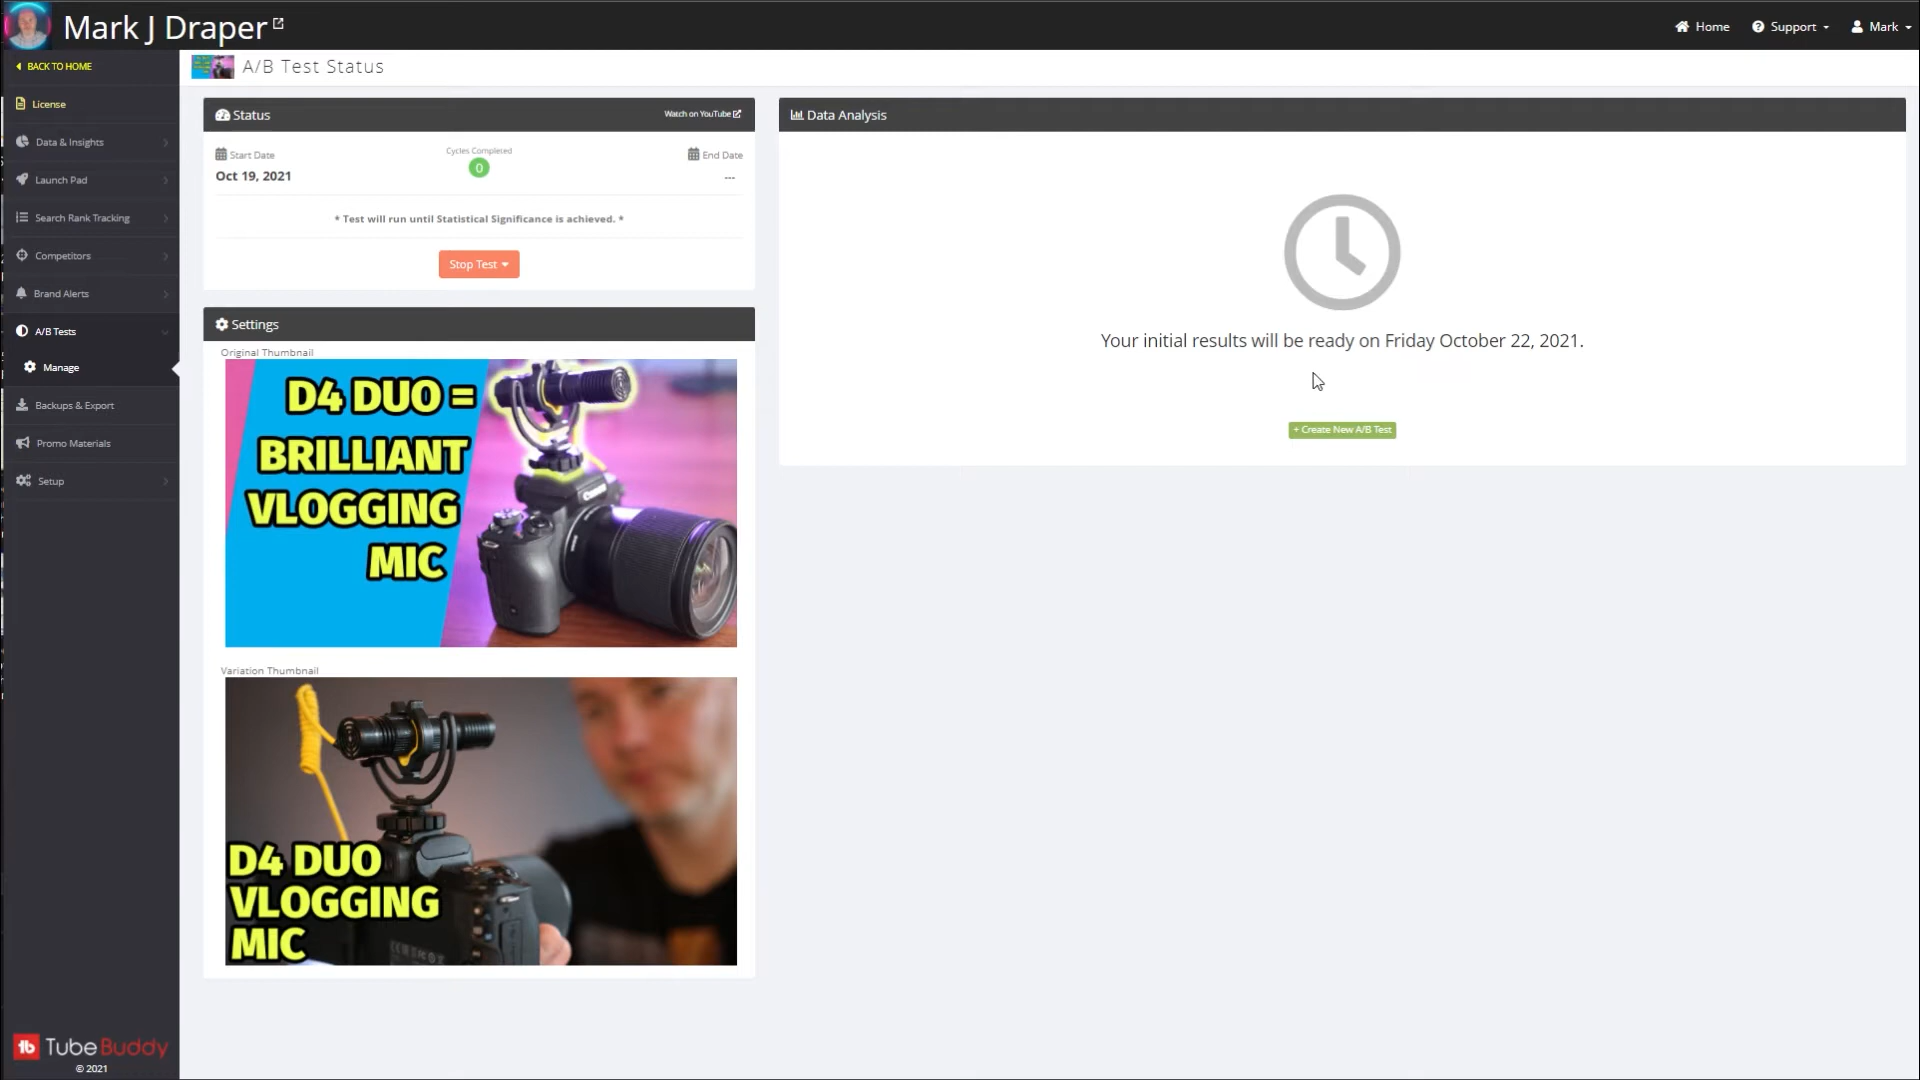 Mark J Draper
Home
Support
Mark
BACK TO HOME
License
Data & Insights
Launch Pad
Search Rank Tracking
Competitors
Brand Alerts
A/B Tests
Manage
Backups & Export
Promo Materials
Setup
TubeBuddy
© 2021
A/B Test Status
Status
Watch on YouTube
Start Date
Cycles Completed
End Date
Oct 19, 2021
0
---
* Test will run until Statistical Significance is achieved. *
Stop Test
Settings
Original Thumbnail
D4 DUO =
BRILLIANT
VLOGGING
MIC
Canon
Variation Thumbnail
D4 DUO
VLOGGING
MIC
Data Analysis
Your initial results will be ready on Friday October 22, 2021.
+ Create New A/B Test